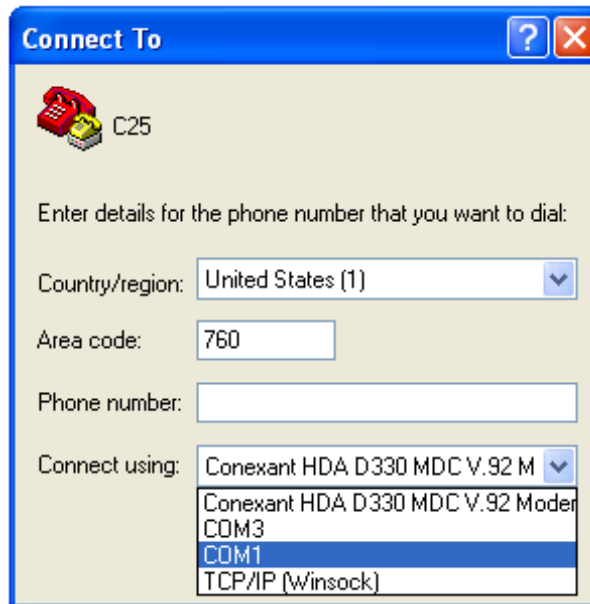 Connect To
C25
Enter details for the phone number that you want to dial:
Country/region: United States (1)
Area code: 760
Phone number:
Connect using: Conexant HDA D330 MDC V.92 M
Conexant HDA D330 MDC V.92 Moder
COM3
COM1
TCP/IP (Winsock)